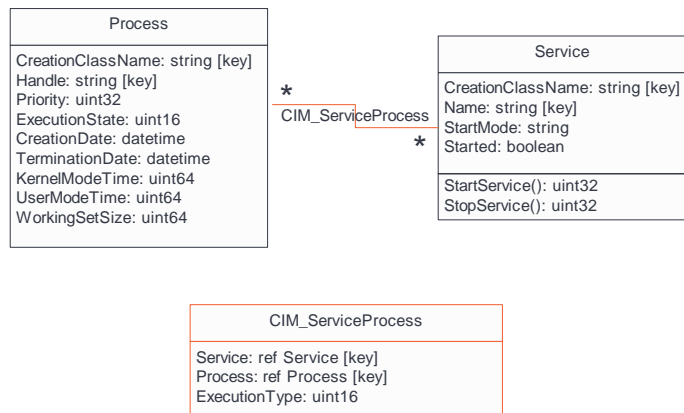 Process
CreationClassName: string [key]
Handle: string [key]
Priority: uint32
ExecutionState: uint16
CreationDate: datetime
TerminationDate: datetime
KernelModeTime: uint64
UserModeTime: uint64
WorkingSetSize: uint64
*
CIM_ServiceProcess
*
Service
CreationClassName: string [key]
Name: string [key]
StartMode: string
Started: boolean
StartService(): uint32
StopService(): uint32
CIM_ServiceProcess
Service: ref Service [key]
Process: ref Process [key]
ExecutionType: uint16